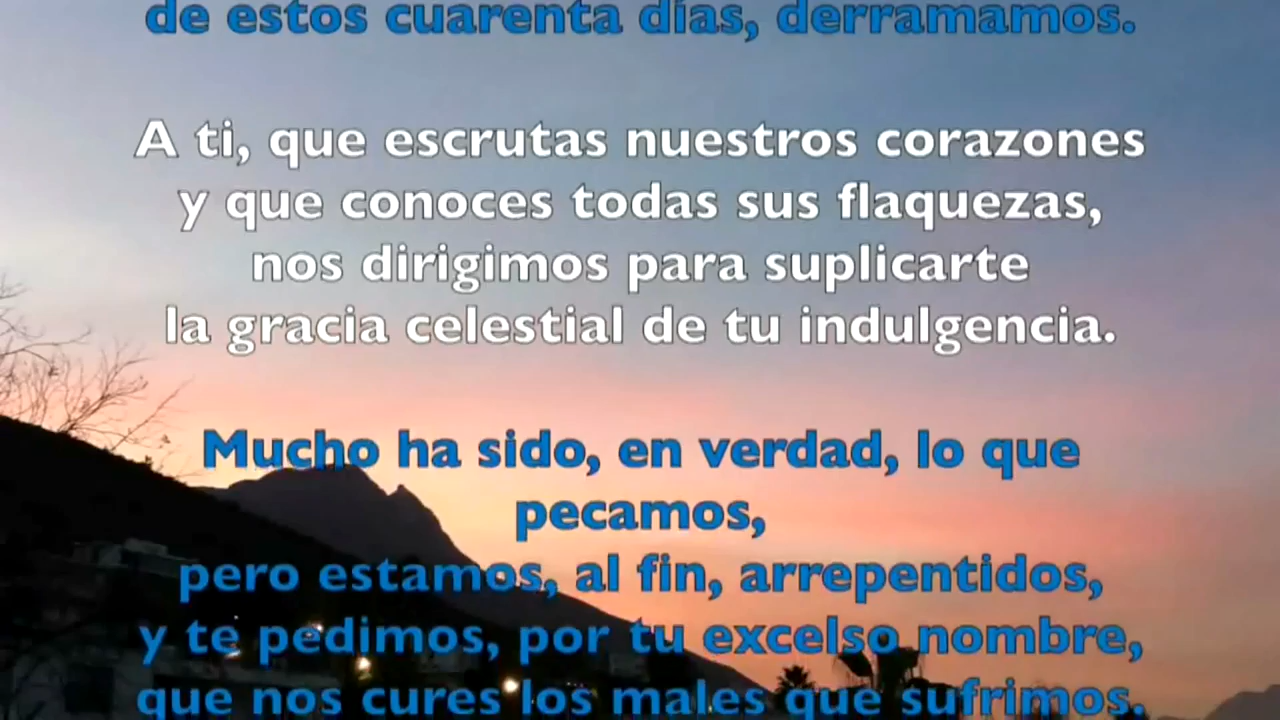 de estos cuarenta días, derramamos.
A ti, que escrutas nuestros corazones
y que conoces todas sus flaquezas,
nos dirigimos para suplicarte
la gracia celestial de tu indulgencia.
Mucho ha sido, en verdad, lo que
pecamos,
pero estamos, al fin, arrepentidos,
y te pedimos, por tu excelso nombre,
que nos cures los males que sufrimos.